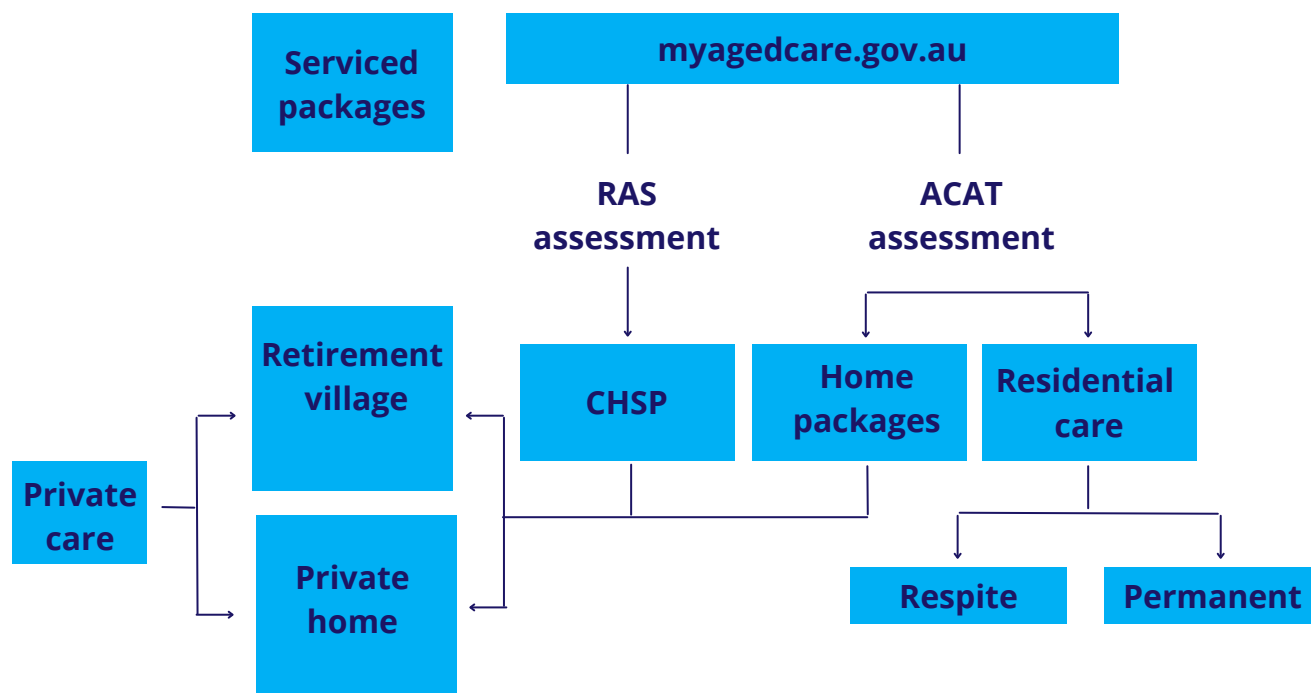 Serviced
packages
myagedcare.gov.au
RAS
assessment
ACAT
assessment
Retirement
village
CHSP
Home
packages
Residential
care
Private
care
Private
home
Respite
Permanent